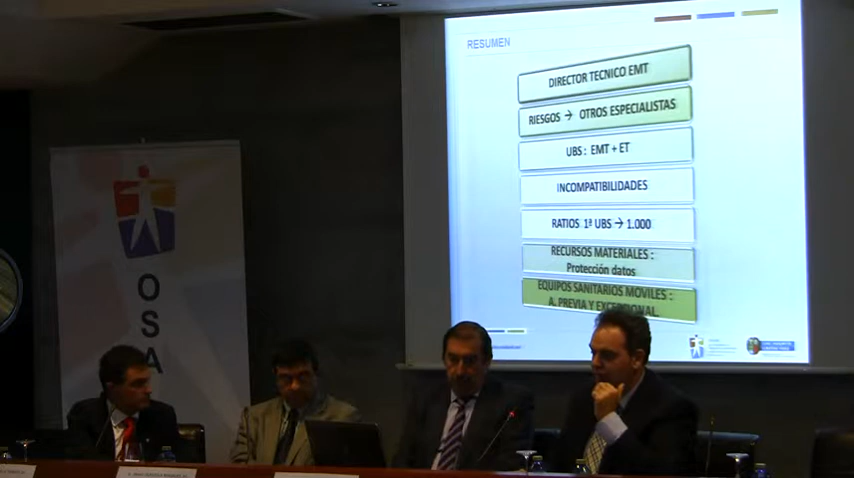 RESUMEN
DIRECTOR TECNICO EMT
RIESGOS → OTROS ESPECIALISTAS
UBS : EMT + ET
INCOMPATIBILIDADES
RATIOS 1ª UBS → 1.000
RECURSOS MATERIALES :
Protección datos
EQUIPOS SANITARIOS MOVILES :
A. PREVIA Y EXCEPCIONAL.
OSA